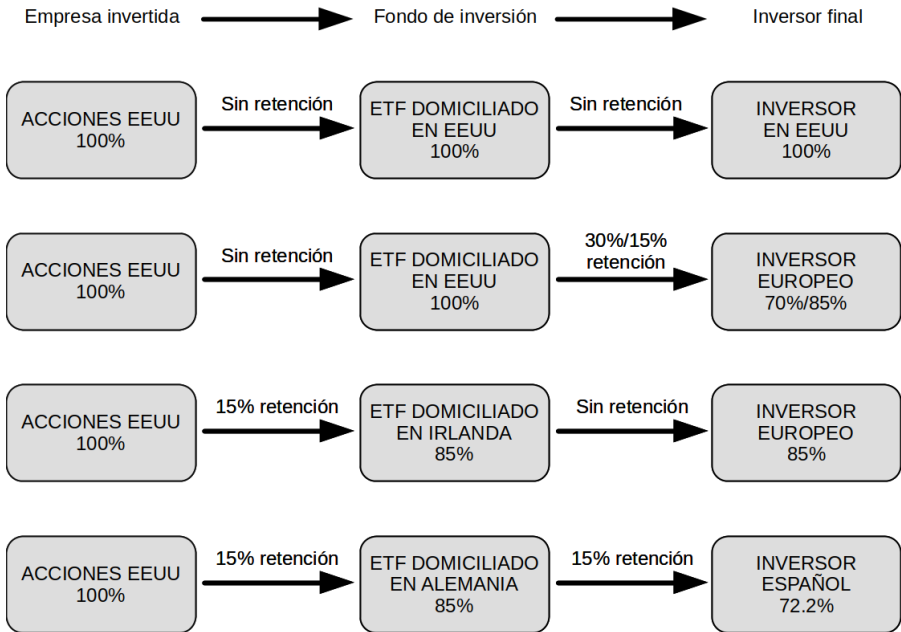 Empresa invertida
Fondo de inversión
Inversor final
ACCIONES EEUU
100%
Sin retención
ETF DOMICILIADO
EN EEUU
100%
Sin retención
INVERSOR
EN EEUU
100%
ACCIONES EEUU
100%
Sin retención
ETF DOMICILIADO
EN EEUU
100%
30%/15%
retención
INVERSOR
EUROPEO
70%/85%
ACCIONES EEUU
100%
15% retención
ETF DOMICILIADO
EN IRLANDA
85%
Sin retención
INVERSOR
EUROPEO
85%
ACCIONES EEUU
100%
15% retención
ETF DOMICILIADO
EN ALEMANIA
85%
15% retención
INVERSOR
ESPAÑOL
72.2%